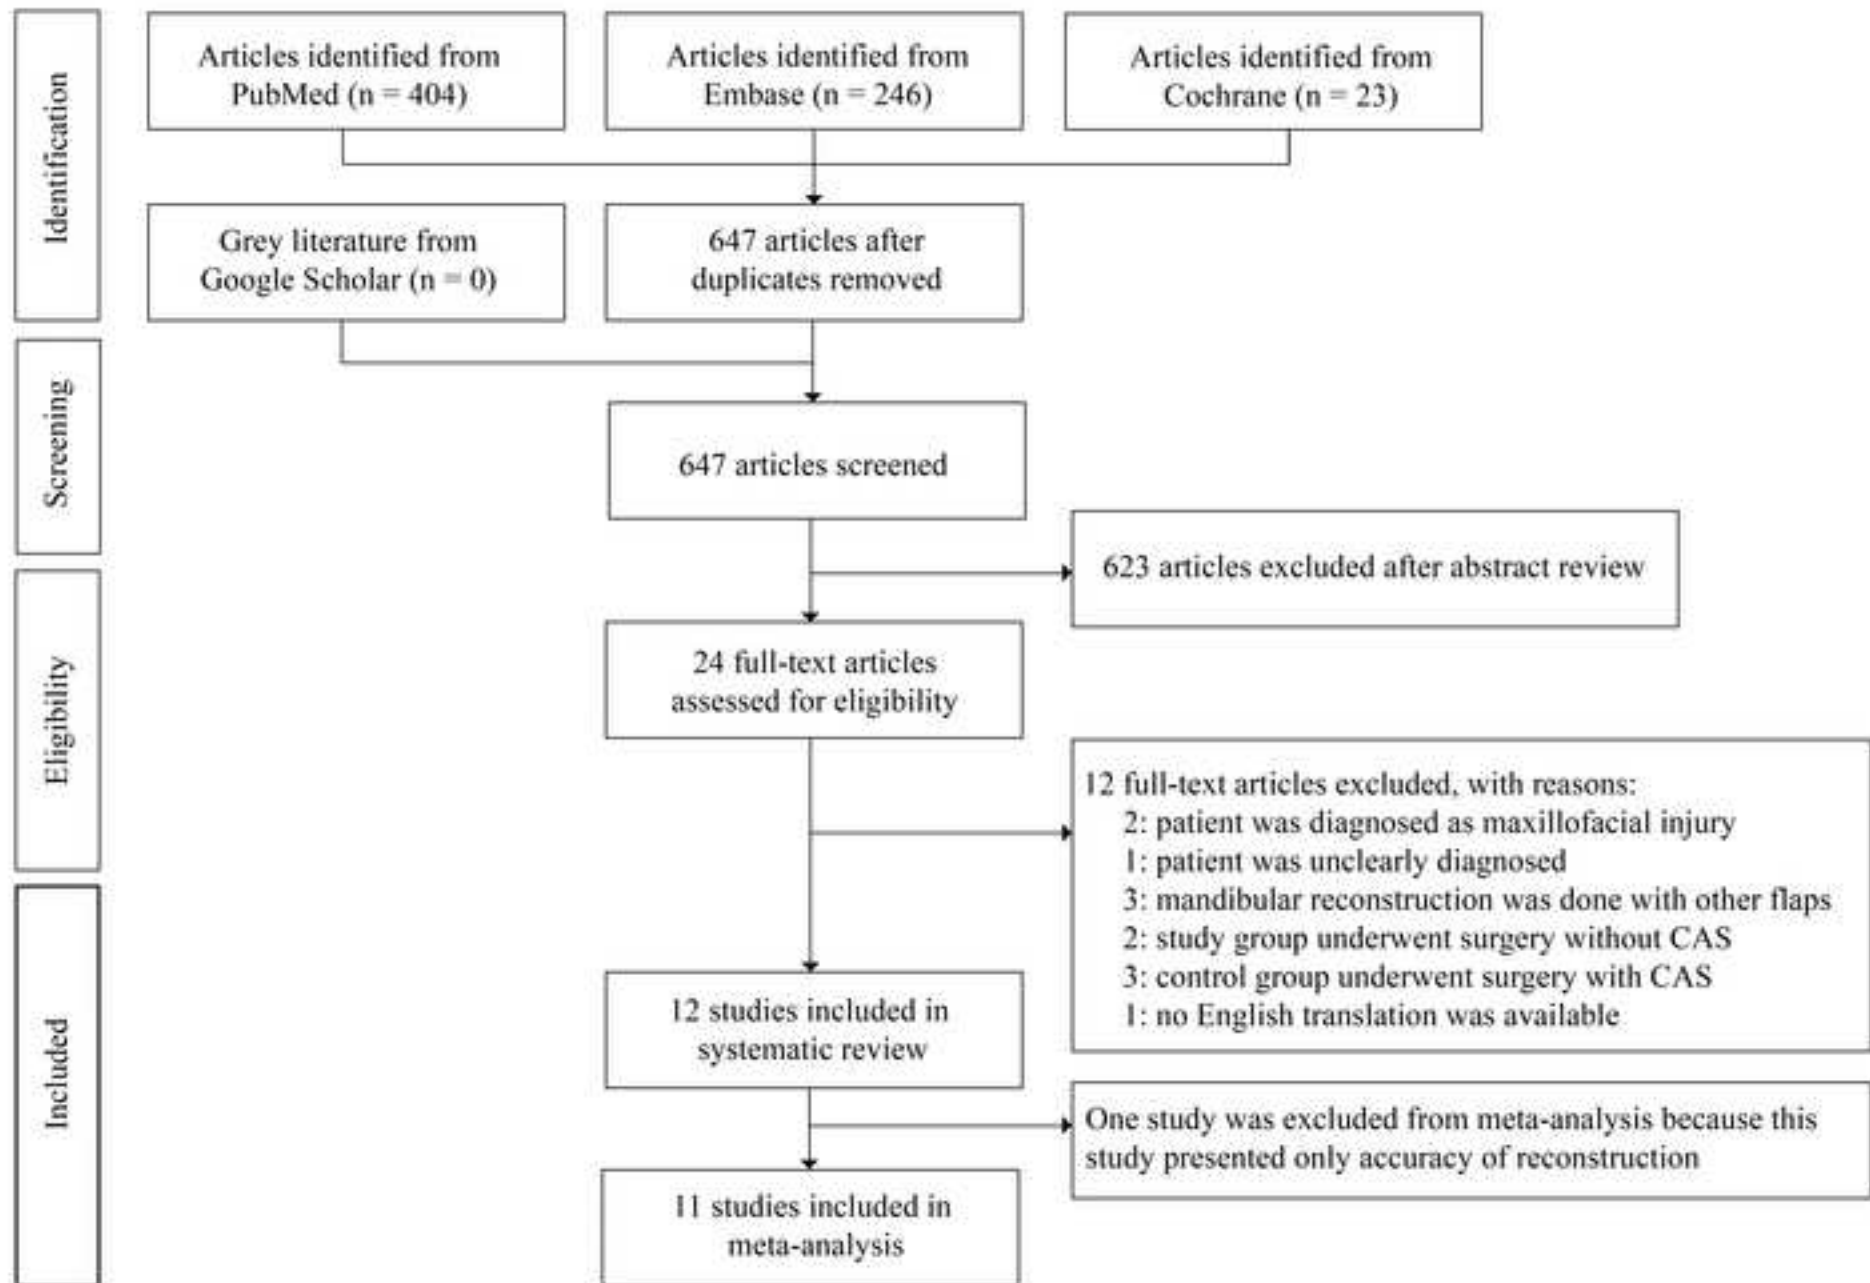 Identification
Articles identified from
PubMed (n = 404)
Articles identified from
Embase (n = 246)
Articles identified from
Cochrane (n = 23)
Grey literature from
Google Scholar (n = 0)
647 articles after
duplicates removed
Screening
647 articles screened
623 articles excluded after abstract review
Eligibility
24 full-text articles
assessed for eligibility
12 full-text articles excluded, with reasons:
2: patient was diagnosed as maxillofacial injury
1: patient was unclearly diagnosed
3: mandibular reconstruction was done with other flaps
2: study group underwent surgery without CAS
3: control group underwent surgery with CAS
1: no English translation was available
Included
12 studies included in
systematic review
One study was excluded from meta-analysis because this
study presented only accuracy of reconstruction
11 studies included in
meta-analysis